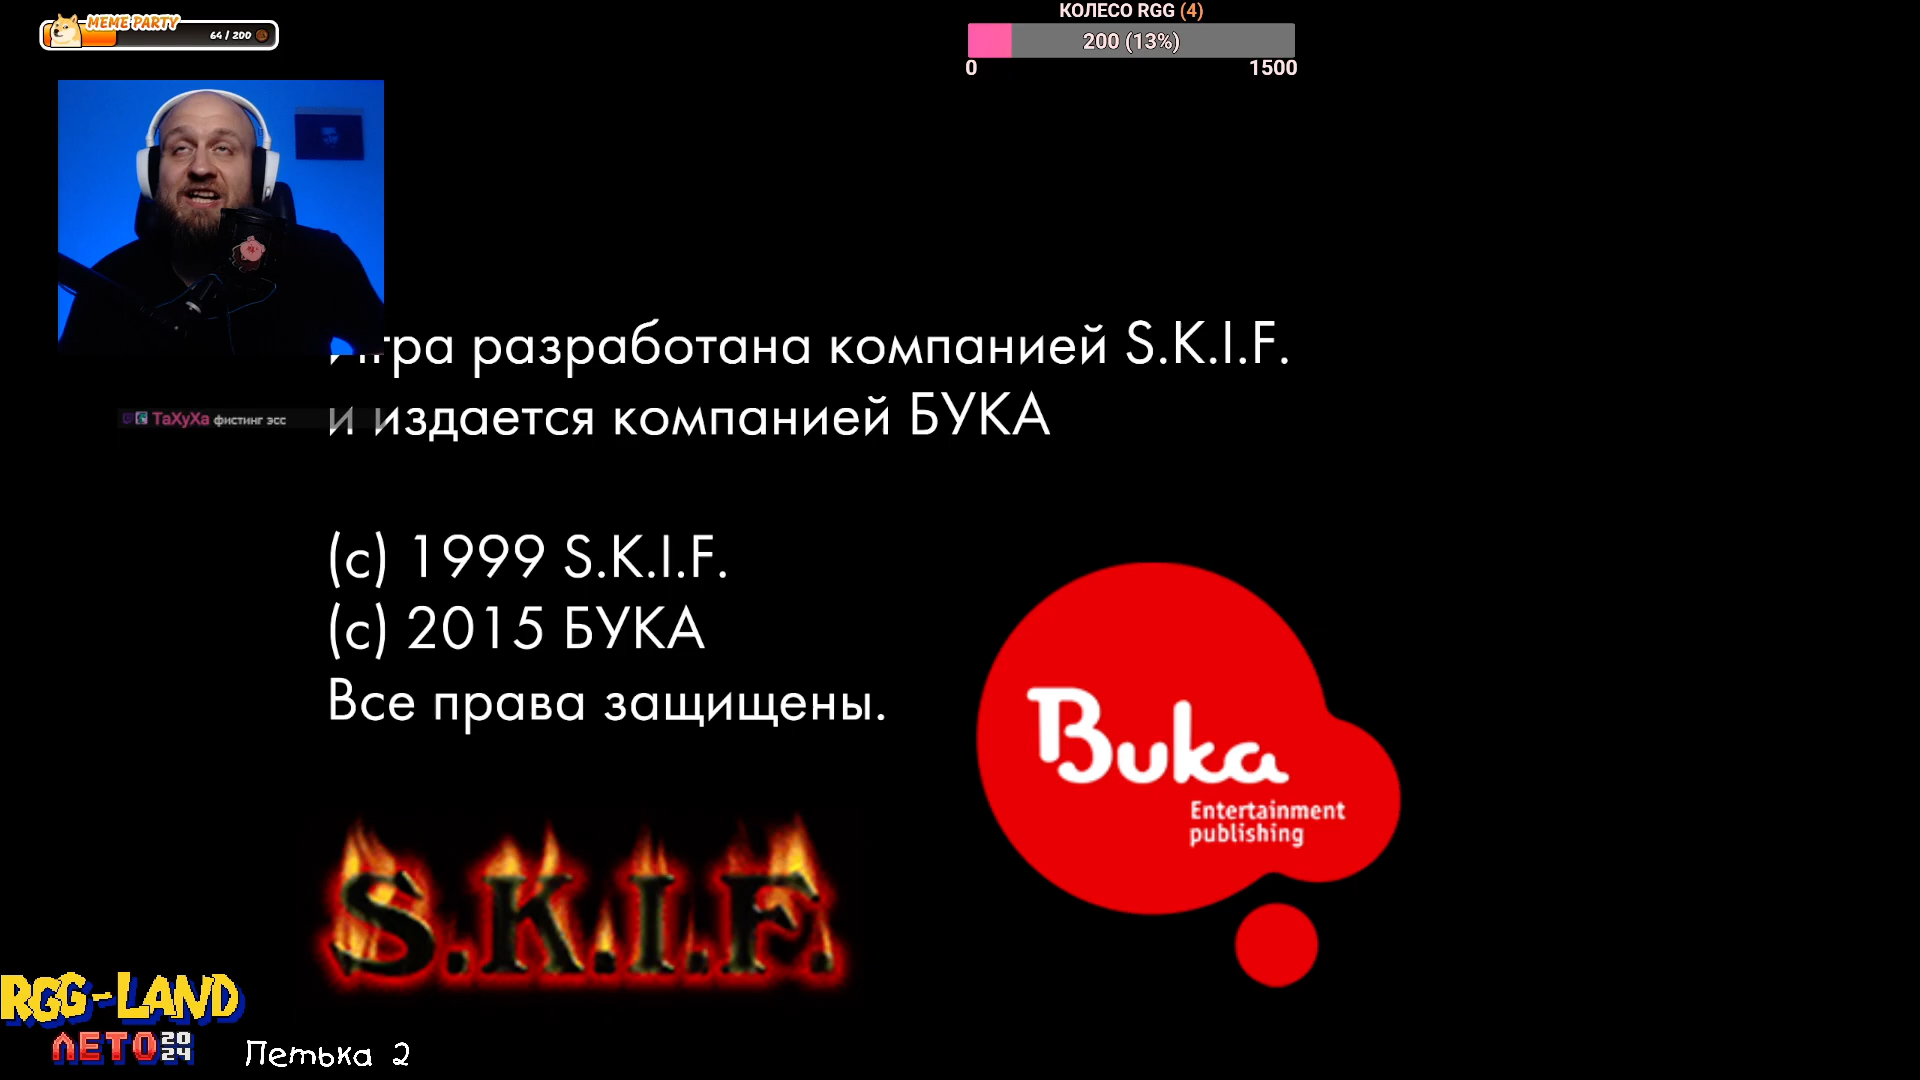 MEME PARTY
64 / 200
КОЛЕСО RGG (4)
200 (13%)
0
1500
гра разработана компанией S.K.I.F.
TaXyXa фистинг эсс
и издается компанией БУКА
(c) 1999 S.K.I.F.
(c) 2015 БУКА
Все права защищены.
Buka
Entertainment
publishing
S.K.I.F.
RGG-LAND
ЛЕТО 2024
Петька 2